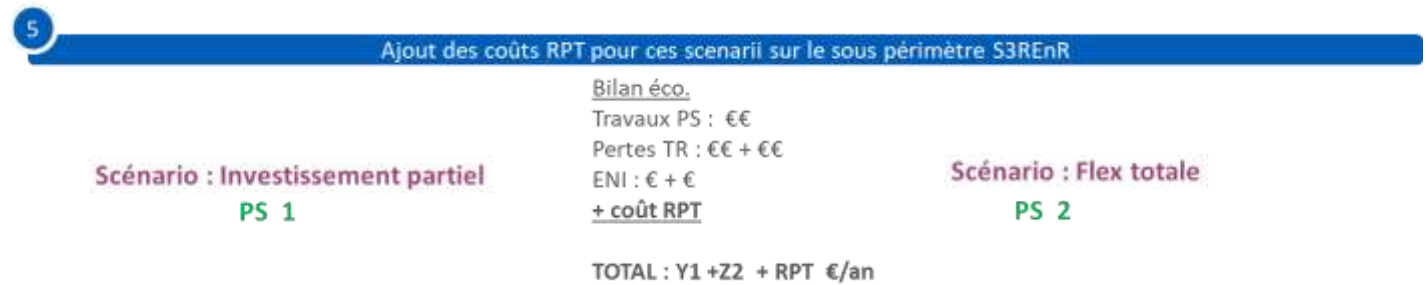 5
Ajout des coûts RPT pour ces scenarii sur le sous périmètre S3REnR
Bilan éco.
Travaux PS : €€
Pertes TR : €€ + €€
ENI : € + €
+ coût RPT
TOTAL : Y1 +Z2 + RPT €/an
Scénario : Investissement partiel
PS 1
Scénario : Flex totale
PS 2